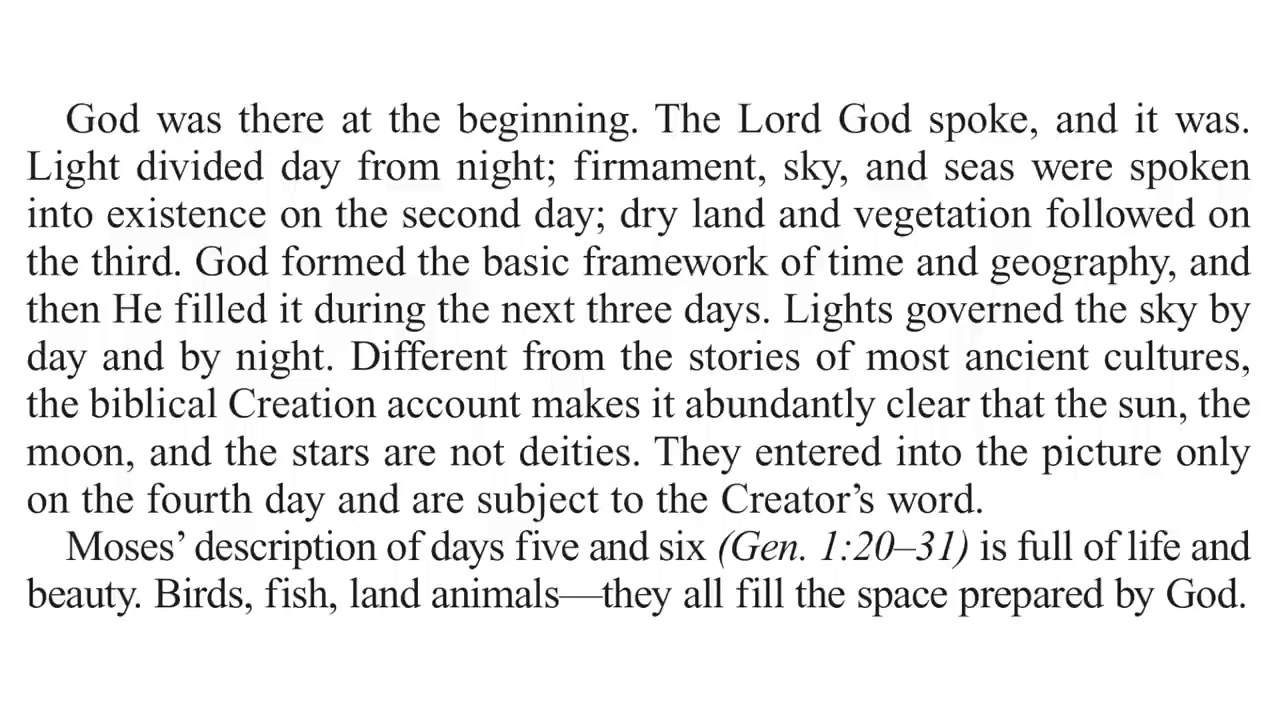 God was there at the beginning. The Lord God spoke, and it was.
Light divided day from night; firmament, sky, and seas were spoken
into existence on the second day; dry land and vegetation followed on
the third. God formed the basic framework of time and geography, and
then He filled it during the next three days. Lights governed the sky by
day and by night. Different from the stories of most ancient cultures,
the biblical Creation account makes it abundantly clear that the sun, the
moon, and the stars are not deities. They entered into the picture only
on the fourth day and are subject to the Creator’s word.
Moses’ description of days five and six (Gen. 1:20–31) is full of life and
beauty. Birds, fish, land animals—they all fill the space prepared by God.